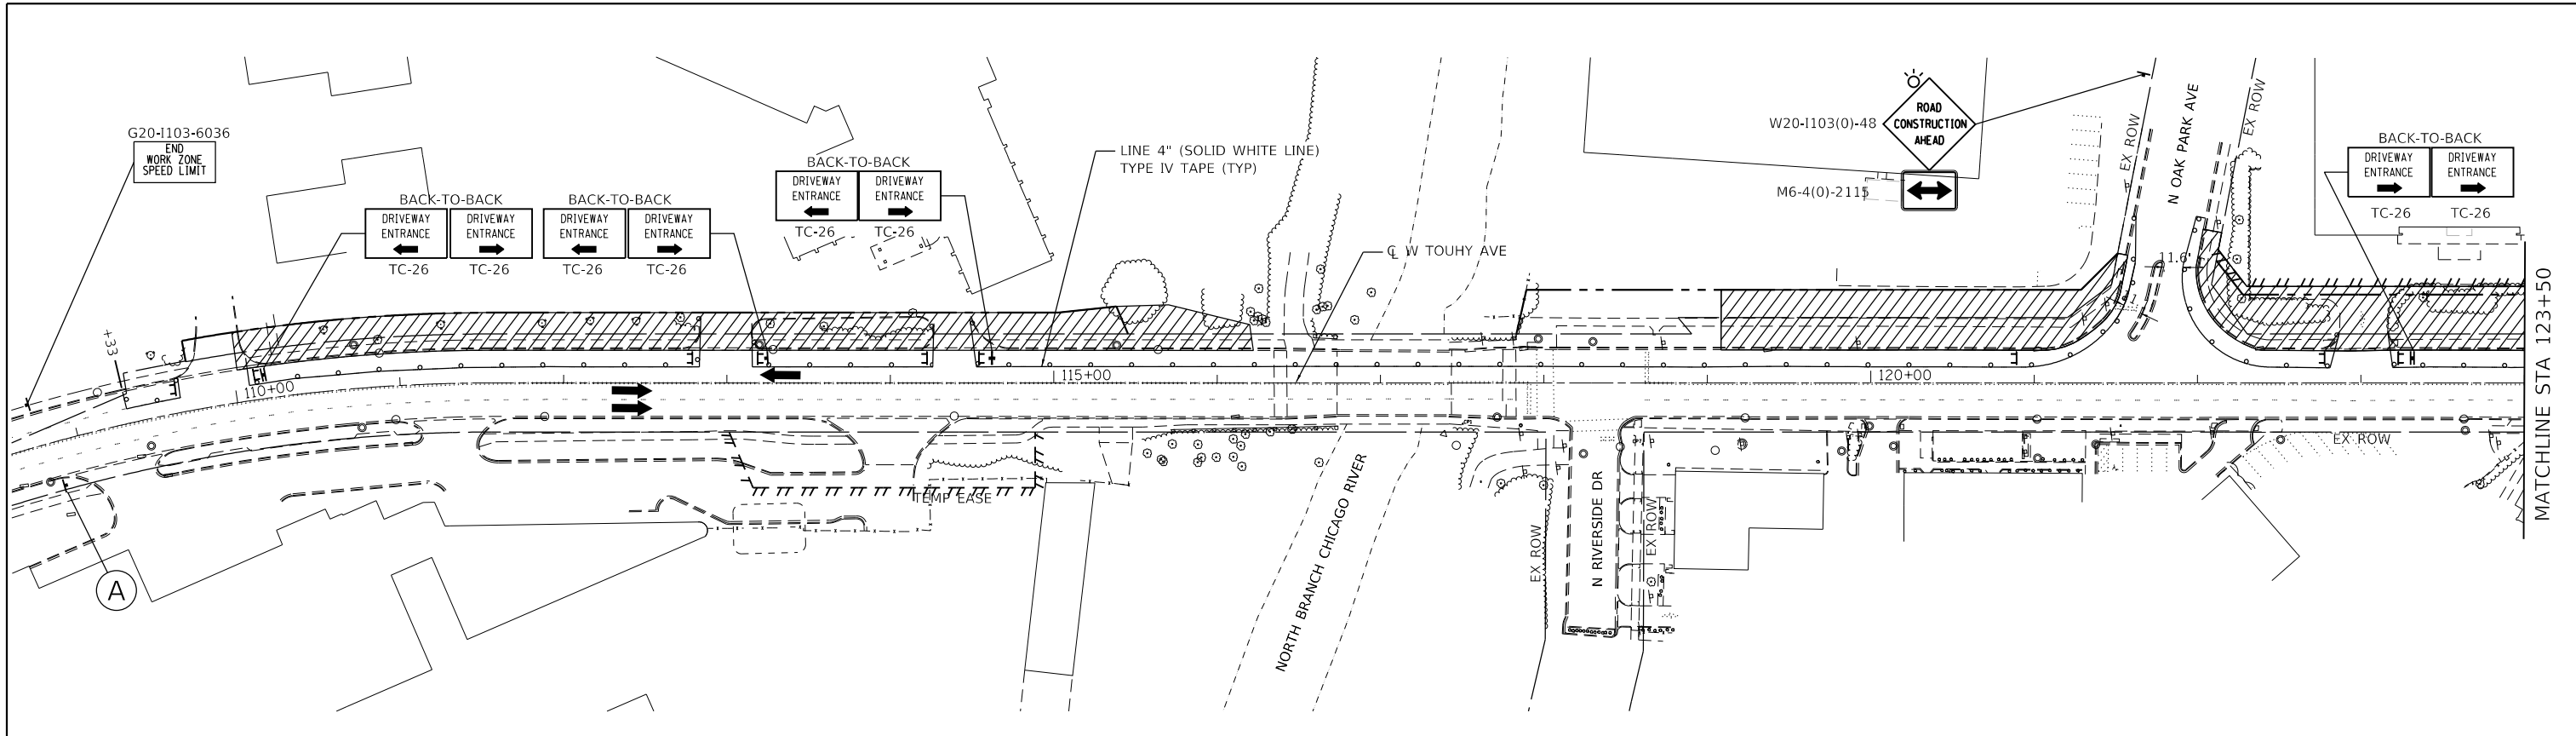 G20-I103-6036
END
WORK ZONE
SPEED LIMIT
BACK-TO-BACK
DRIVEWAY
ENTRANCE
DRIVEWAY
ENTRANCE
TC-26
TC-26
BACK-TO-BACK
DRIVEWAY
ENTRANCE
DRIVEWAY
ENTRANCE
TC-26
TC-26
BACK-TO-BACK
DRIVEWAY
ENTRANCE
DRIVEWAY
ENTRANCE
TC-26
TC-26
LINE 4" (SOLID WHITE LINE)
TYPE IV TAPE (TYP)
℄ W TOUHY AVE
W20-I103(0)-48
ROAD
CONSTRUCTION
AHEAD
M6-4(0)-2115
EX ROW
N OAK PARK AVE
EX ROW
11.6'
BACK-TO-BACK
DRIVEWAY
ENTRANCE
DRIVEWAY
ENTRANCE
TC-26
TC-26
MATCHLINE STA 123+50
+33
110+00
115+00
120+00
TEMP EASE
NORTH BRANCH CHICAGO RIVER
EX ROW
N RIVERSIDE DR
EX ROW
EX ROW
A